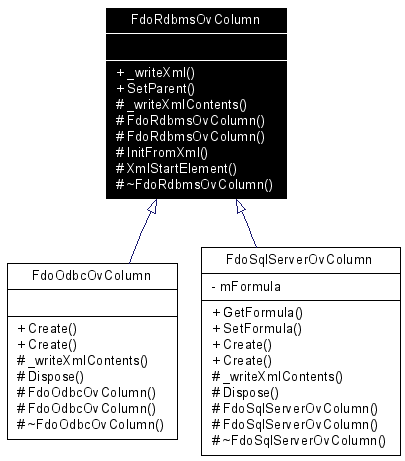 FdoRdbmsOvColumn
+ _writeXml()
+ SetParent()
# _writeXmlContents()
# FdoRdbmsOvColumn()
# FdoRdbmsOvColumn()
# InitFromXml()
# XmlStartElement()
# ~FdoRdbmsOvColumn()
FdoOdbcOvColumn
+ Create()
+ Create()
# _writeXmlContents()
# Dispose()
# FdoOdbcOvColumn()
# FdoOdbcOvColumn()
# ~FdoOdbcOvColumn()
FdoSqlServerOvColumn
- mFormula
+ GetFormula()
+ SetFormula()
+ Create()
+ Create()
# _writeXmlContents()
# Dispose()
# FdoSqlServerOvColumn()
# FdoSqlServerOvColumn()
# ~FdoSqlServerOvColumn()